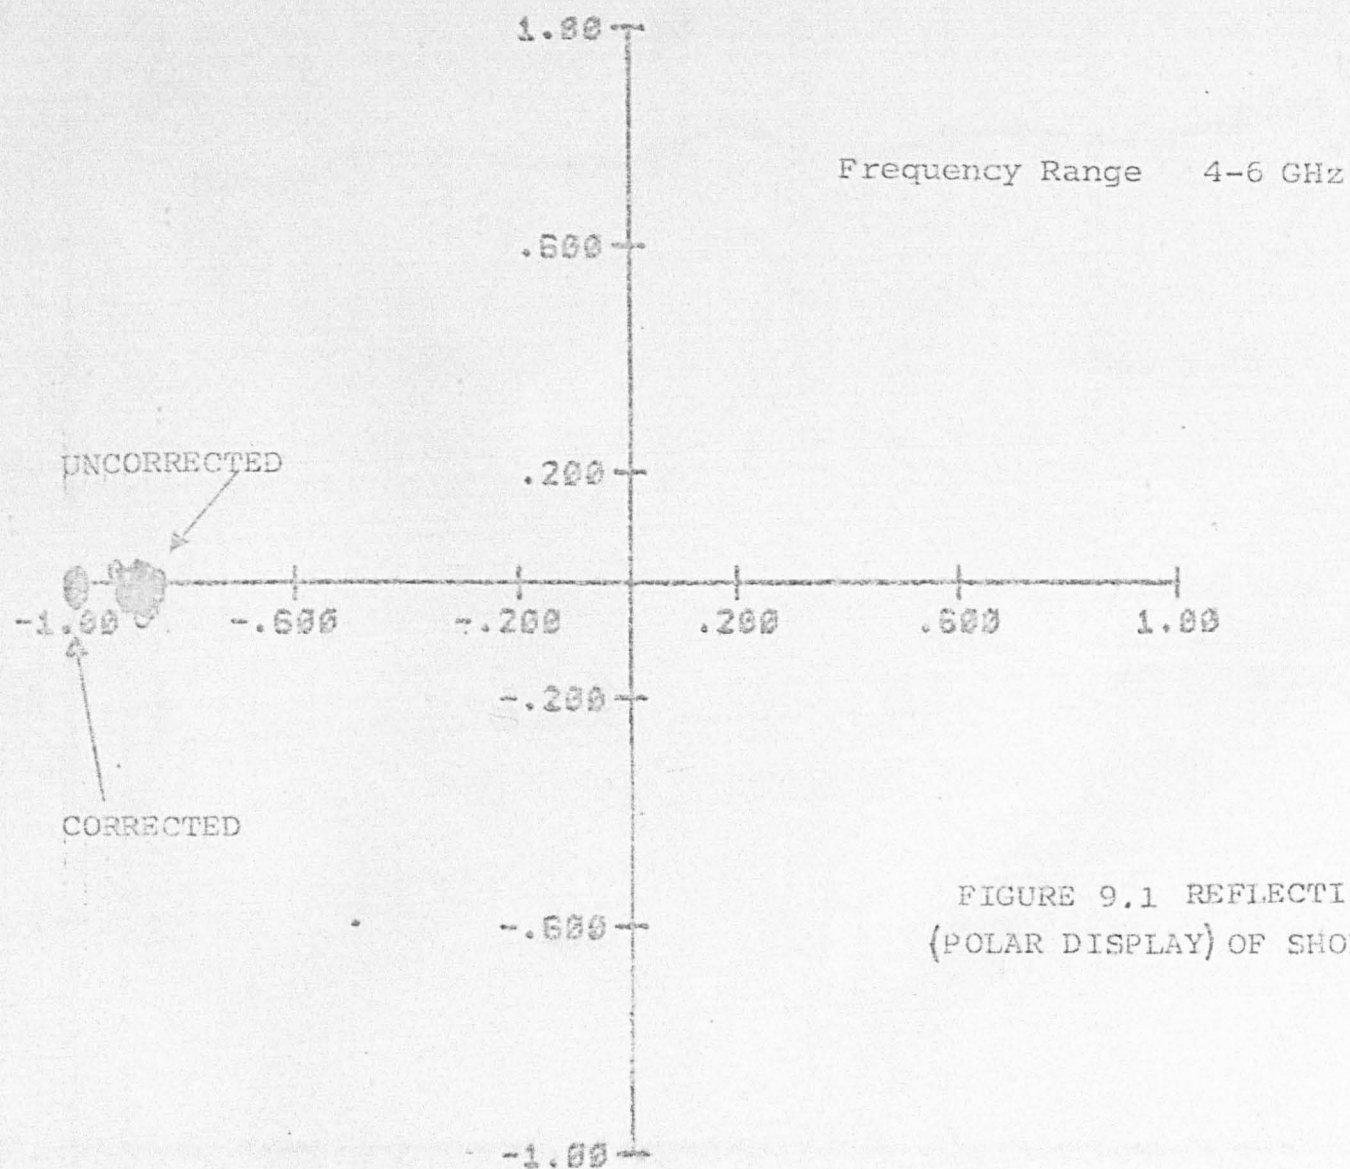 1.00
Frequency Range 4-6 GHz
.600
UNCORRECTED
.200
-1.00 -.600 -.200 .200 .600 1.00
-.200
CORRECTED
FIGURE 9.1 REFLECTI
-.600
(POLAR DISPLAY) OF SHO
-1.00